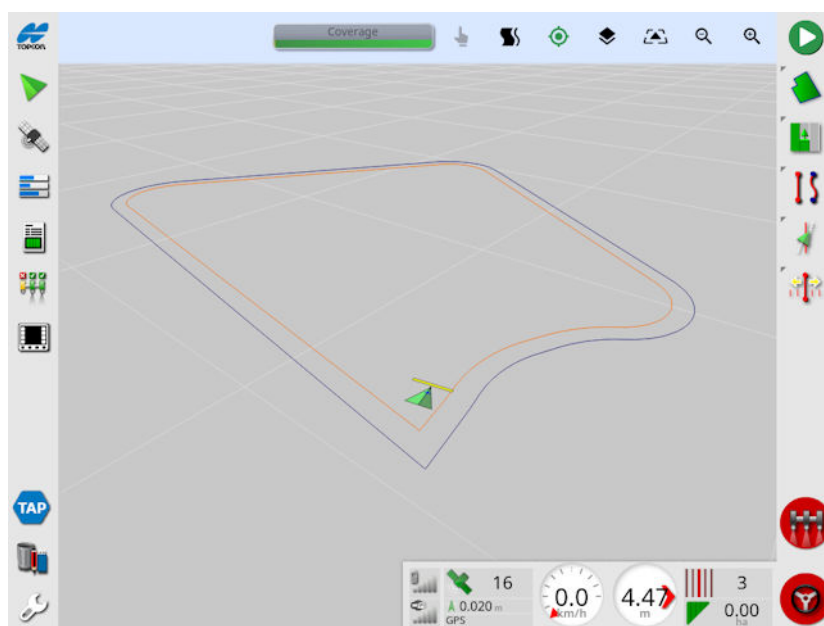 Coverage
TOPCON
TAP
16
0.020 m
GPS
0.0
km/h
4.47
m
3
0.00
ha